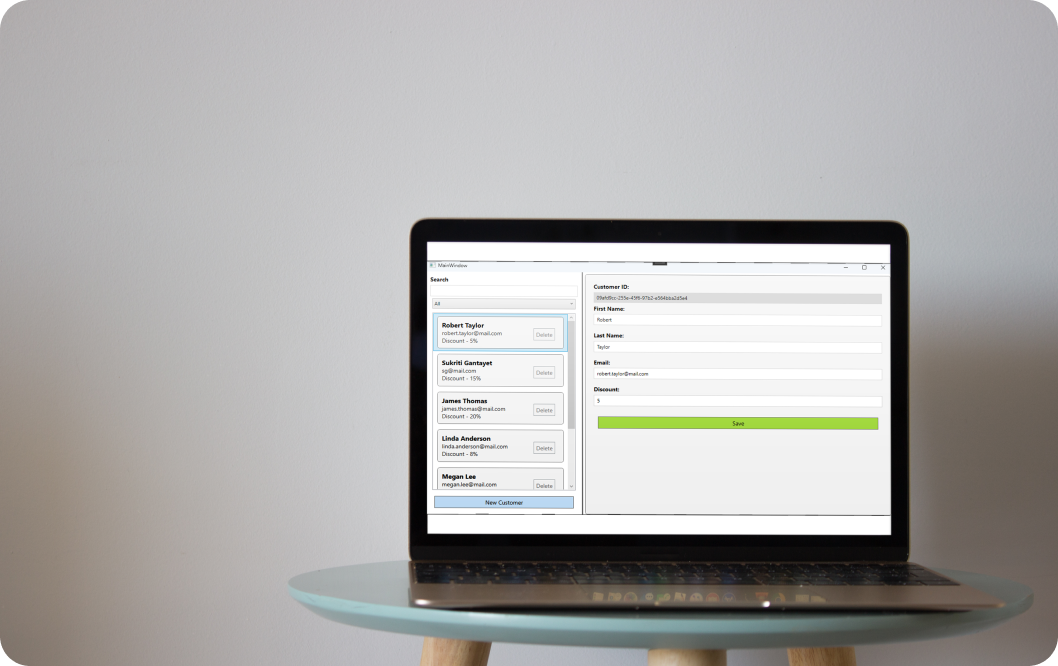 MainWindow
Search
All
Robert Taylor
robert.taylor@mail.com
Discount - 5%
Delete
Sukriti Gantayet
sg@mail.com
Discount - 15%
Delete
James Thomas
james.thomas@mail.com
Discount - 20%
Delete
Linda Anderson
linda.anderson@mail.com
Discount - 8%
Delete
Megan Lee
megan.lee@mail.com
Delete
New Customer
Customer ID:
First Name:
Robert
Last Name:
Taylor
Email:
robert.taylor@mail.com
Discount:
5
Save